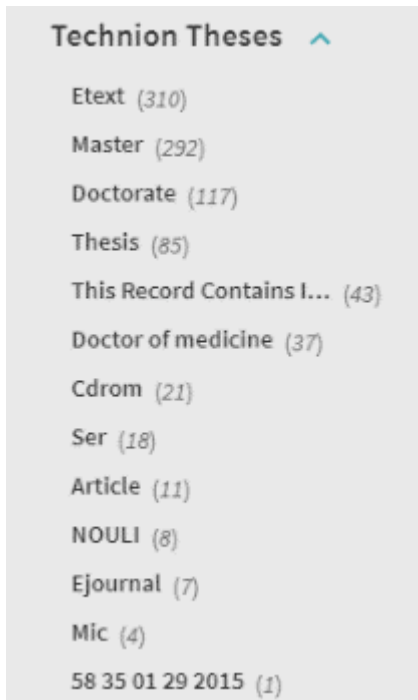 Technion Theses
Etext (310)
Master (292)
Doctorate (117)
Thesis (85)
This Record Contains I... (43)
Doctor of medicine (37)
Cdrom (21)
Ser (18)
Article (11)
NOULI (8)
Ejournal (7)
Mic (4)
58 35 01 29 2015 (1)